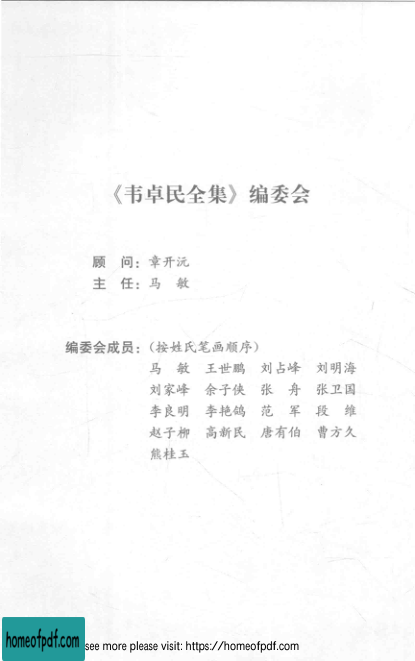 《韦卓民全集》编委会
顾 问：章开沅
主 任：马 敏
编委会成员：（按姓氏笔画顺序）
马 敏 王世鹏 刘占峰 刘明海
刘家峰 余子侠 张 舟 张卫国
李良明 李艳鸽 范 军 段 维
赵子柳 高新民 唐有伯 曹方久
熊桂玉
homeofpdf.com
see more please visit: https://homeofpdf.com